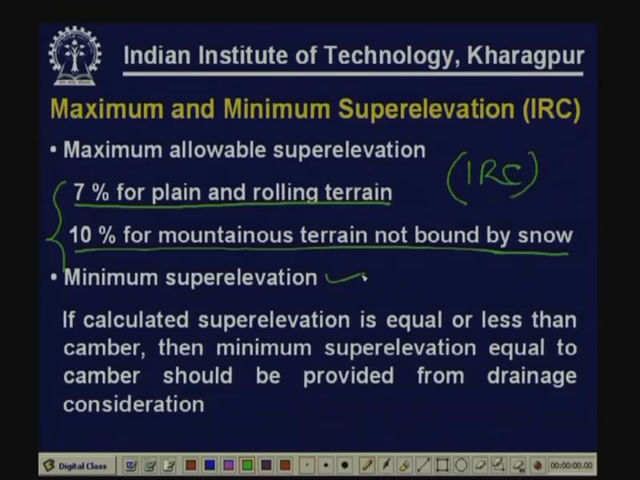 Indian Institute of Technology, Kharagpur
Maximum and Minimum Superelevation (IRC)
• Maximum allowable superelevation
(IRC)
7 % for plain and rolling terrain
10 % for mountainous terrain not bound by snow
• Minimum superelevation
If calculated superelevation is equal or less than
camber, then minimum superelevation equal to
camber should be provided from drainage
consideration
Digital Class
00:00:00.00